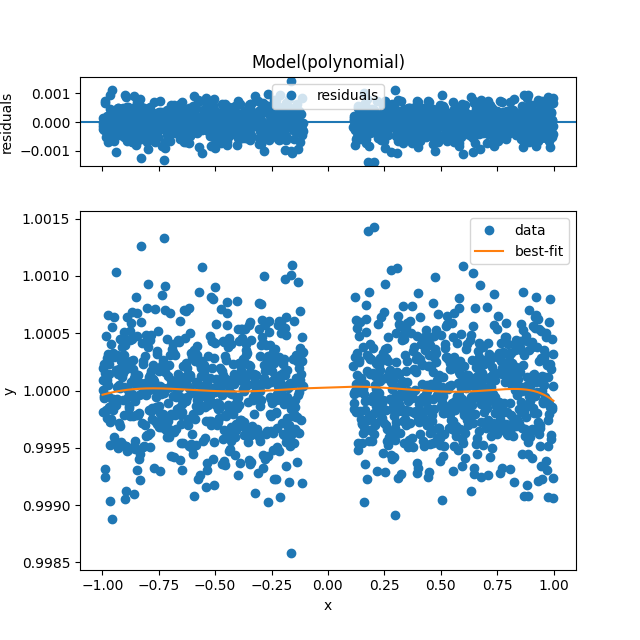 Model(polynomial)
residuals
0.001
0.000
−0.001
residuals
1.0015
1.0010
1.0005
1.0000
0.9995
0.9990
0.9985
y
data
best-fit
−1.00 −0.75 −0.50 −0.25 0.00 0.25 0.50 0.75 1.00
x